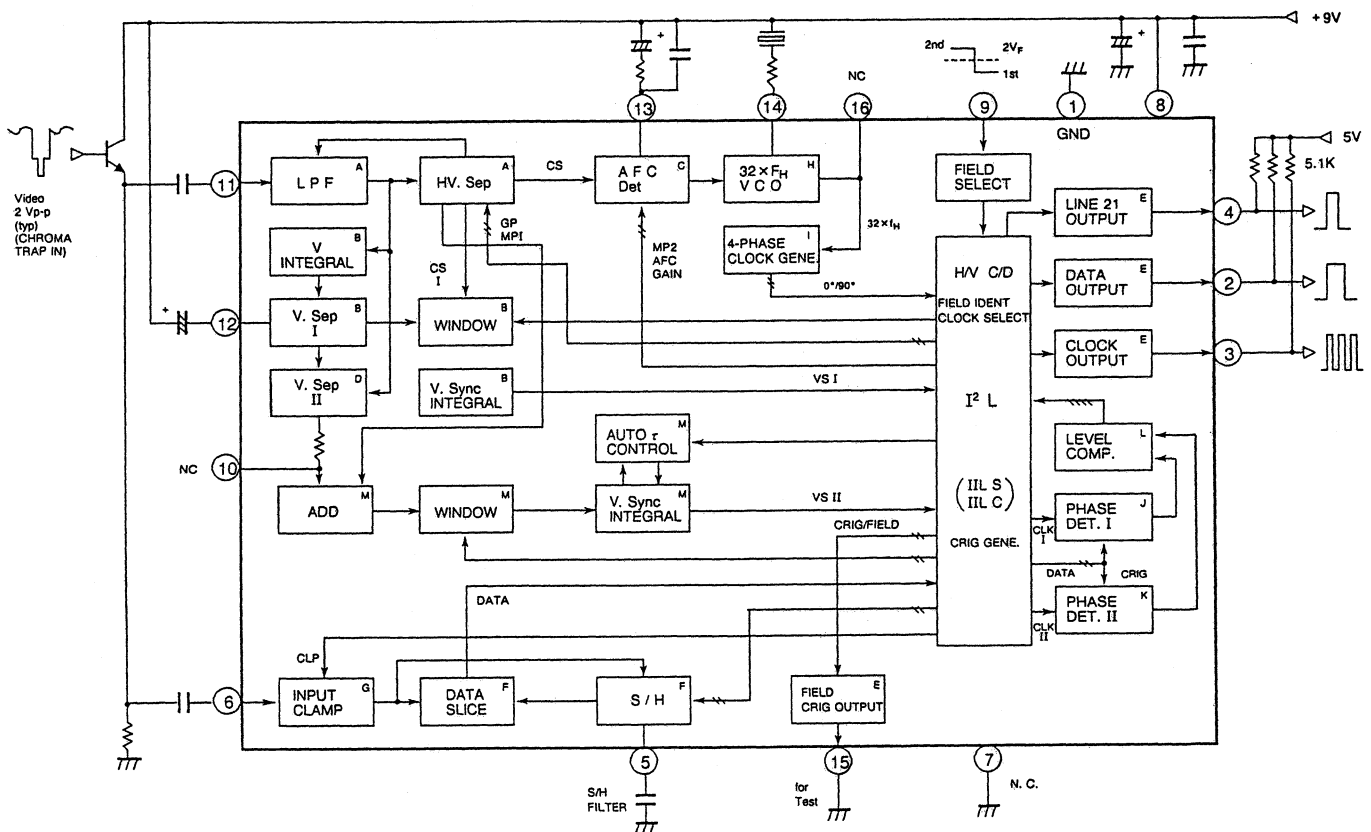 +9V
+
+
2nd
2VF
1st
NC
13
14
16
9
1
8
GND
5V
5.1K
Video
2 Vp-p
(typ)
(CHROMA
TRAP IN)
11
LPF
A
HV. Sep
A
CS
AFC
Det
C
32×FH
VCO
H
FIELD
SELECT
LINE 21
OUTPUT
E
4
GP
MPI
MP2
AFC
GAIN
32×fH
V
INTEGRAL
B
CS
I
4-PHASE
CLOCK GENE.
I
0°/90°
H/V C/D
FIELD IDENT
CLOCK SELECT
DATA
OUTPUT
E
2
+
12
V. Sep
I
B
WINDOW
B
CLOCK
OUTPUT
E
3
V. Sep
II
D
V. Sync
INTEGRAL
B
VS I
I² L
AUTO τ
CONTROL
M
LEVEL
COMP.
L
NC
10
ADD
M
WINDOW
M
V. Sync
INTEGRAL
M
VS II
(IIL S
IIL C)
CRIG GENE.
CRIG/FIELD
CLK
I
PHASE
DET. I
J
DATA
CRIG
DATA
CLK
II
PHASE
DET. II
K
CLP
6
INPUT
CLAMP
G
DATA
SLICE
F
S / H
F
FIELD
CRIG OUTPUT
E
5
15
7
S/H
FILTER
for
Test
N. C.